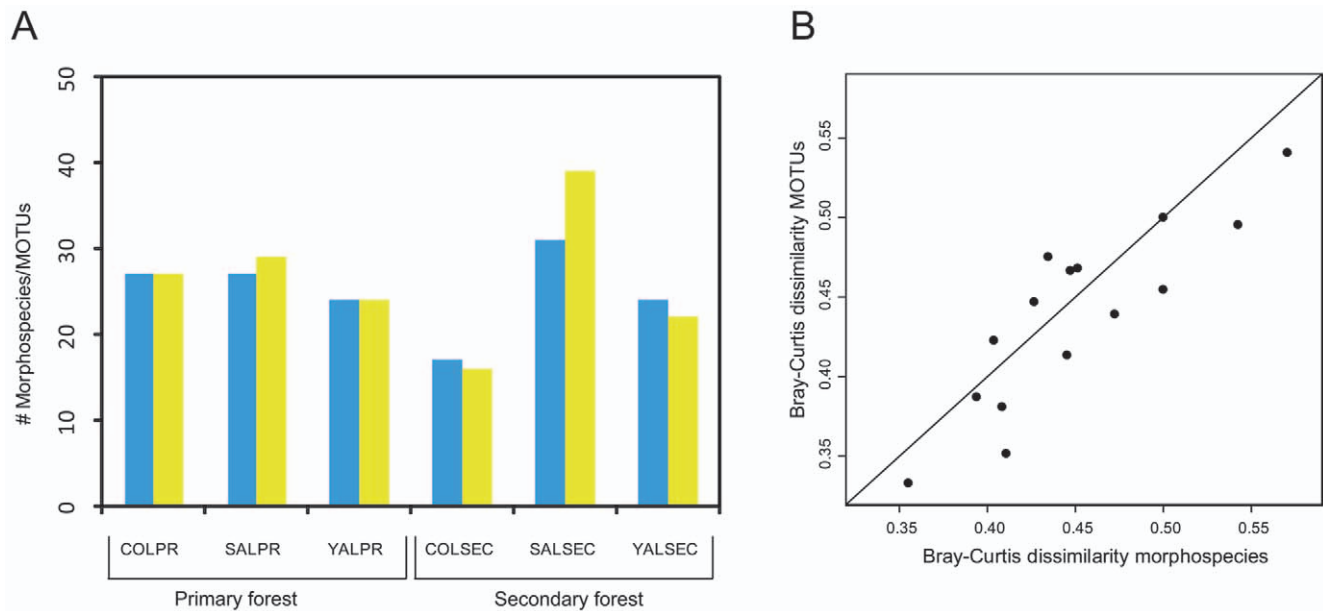 A
# Morphospecies/MOTUs
50
40
30
20
10
0
COLPR SALPR YALPR COLSEC SALSEC YALSEC
Primary forest Secondary forest
B
Bray-Curtis dissimilarity MOTUs
0.55
0.50
0.45
0.40
0.35
0.35 0.40 0.45 0.50 0.55
Bray-Curtis dissimilarity morphospecies